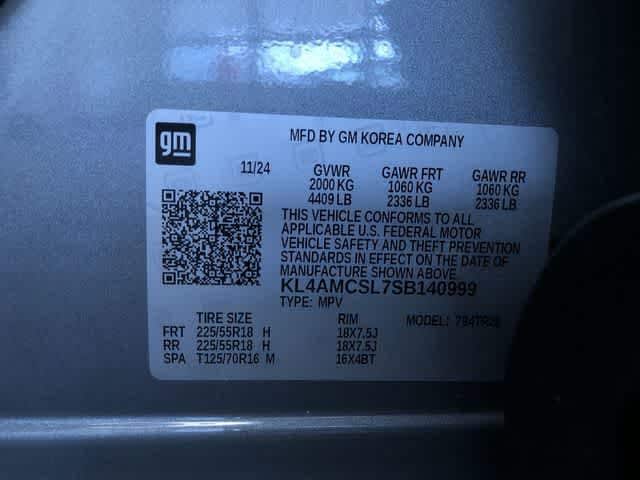 gm
MFD BY GM KOREA COMPANY
11/24 GVWR GAWR FRT GAWR RR
2000 KG 1060 KG 1060 KG
4409 LB 2336 LB 2336 LB
THIS VEHICLE CONFORMS TO ALL
APPLICABLE U.S. FEDERAL MOTOR
VEHICLE SAFETY AND THEFT PREVENTION
STANDARDS IN EFFECT ON THE DATE OF
MANUFACTURE SHOWN ABOVE.
KL4AMCSL7SB140999
TYPE: MPV
TIRE SIZE RIM MODEL:
FRT 225/55R18 H 18X7.5J
RR 225/55R18 H 18X7.5J
SPA T125/70R16 M 16X4BT